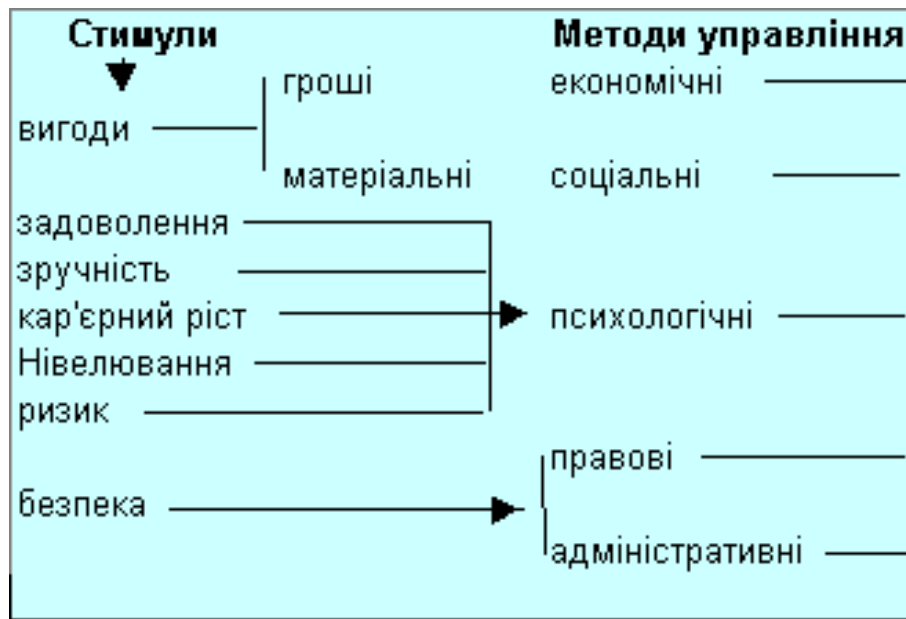 Стимули
Методи управління
гроші
економічні
вигоди
матеріальні
соціальні
задоволення
зручність
кар'єрний ріст
психологічні
Нівелювання
ризик
правові
безпека
адміністративні